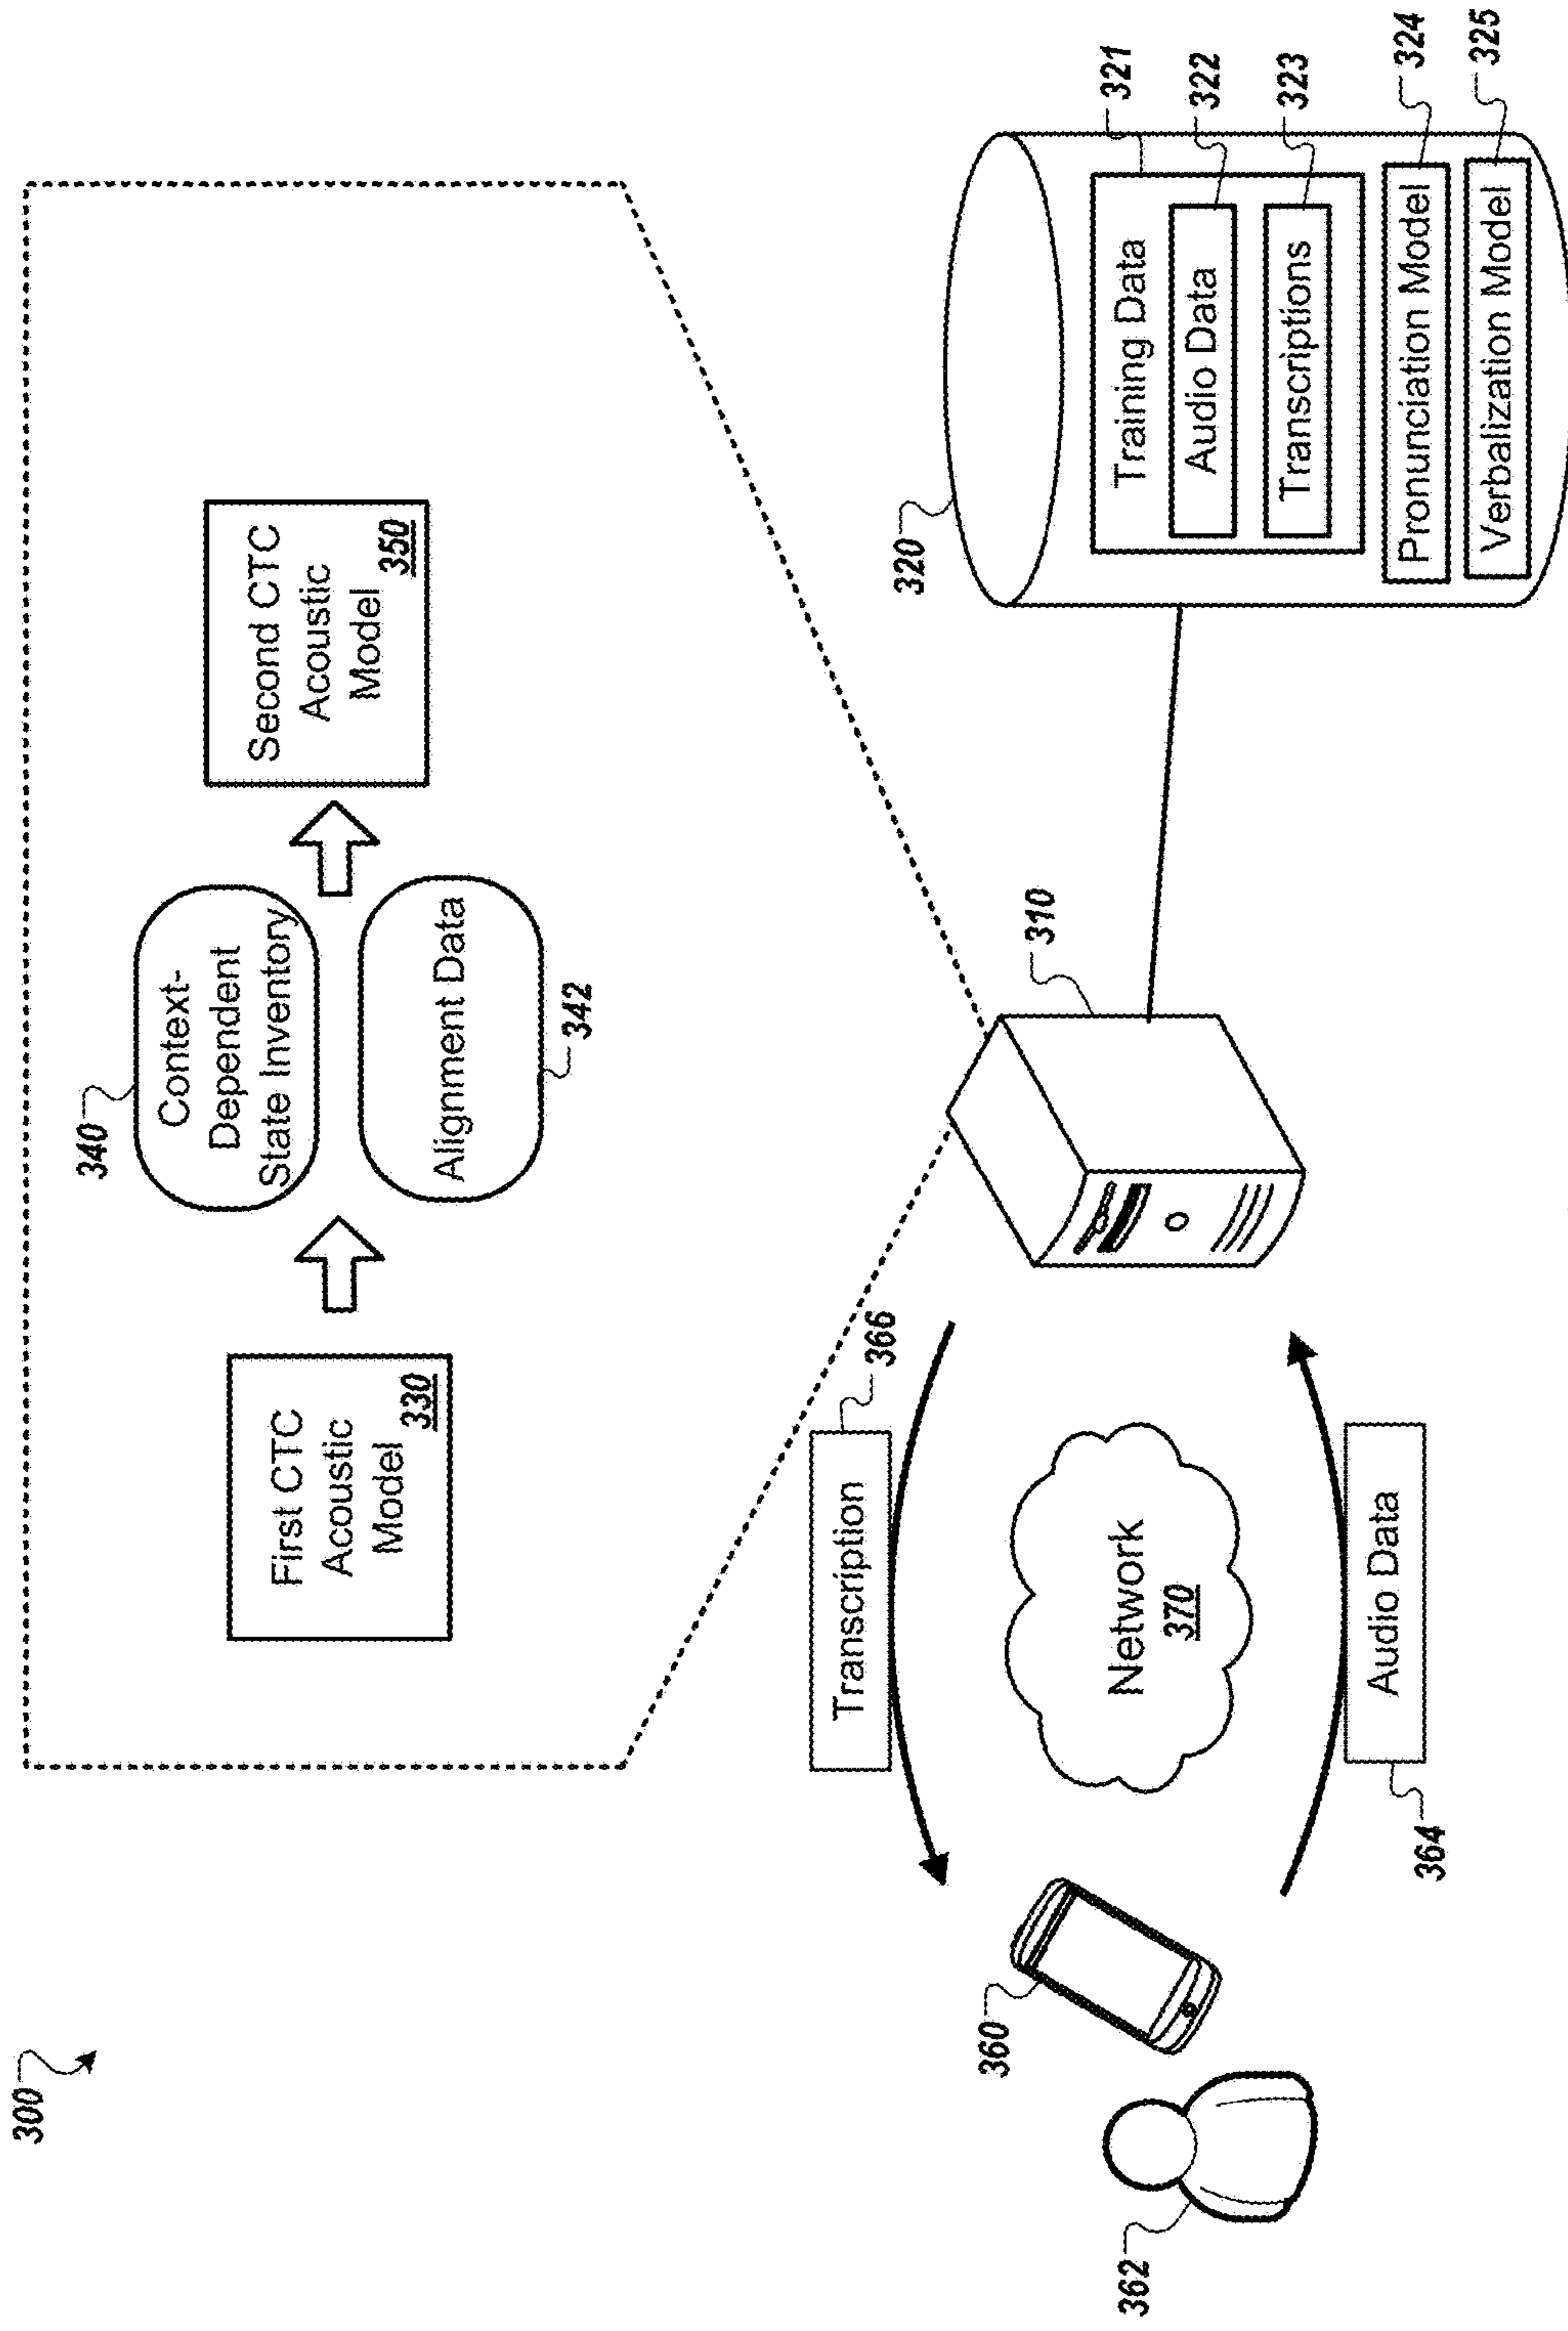 300
First CTC
Acoustic
Model
330
340
Context-
Dependent
State Inventory
Alignment Data
342
Second CTC
Acoustic
Model
350
Transcription
366
Network
370
Audio Data
364
360
362
310
320
Training Data
321
Audio Data
322
Transcriptions
323
Pronunciation Model
324
Verbalization Model
325